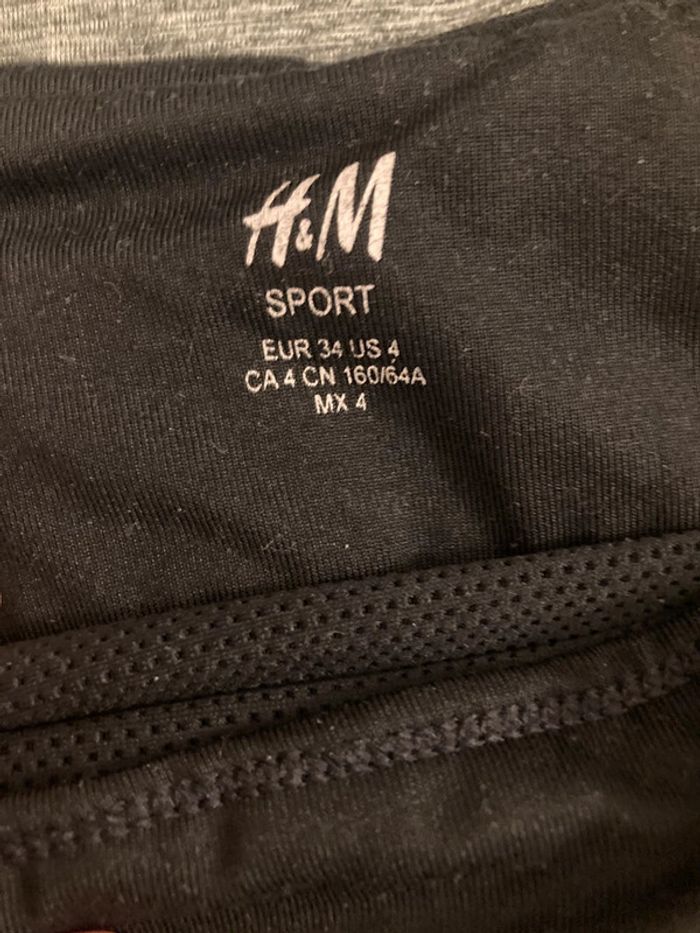 H&M
SPORT
EUR 34 US 4
CA 4 CN 160/64A
MX 4